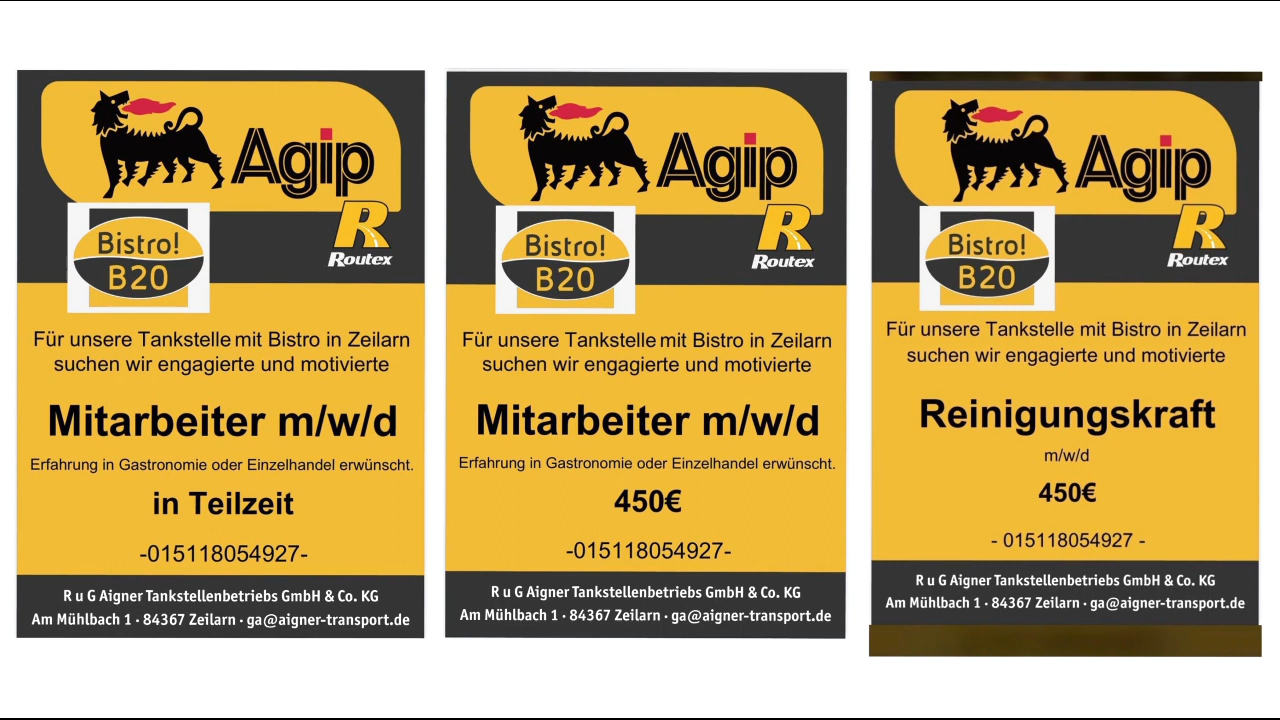 Agip
Bistro!
B20
Routex
Für unsere Tankstelle mit Bistro in Zeilarn
suchen wir engagierte und motivierte
Mitarbeiter m/w/d
Erfahrung in Gastronomie oder Einzelhandel erwünscht.
in Teilzeit
-015118054927-
R u G Aigner Tankstellenbetriebs GmbH & Co. KG
Am Mühlbach 1 · 84367 Zeilarn · ga@aigner-transport.de
Agip
Bistro!
B20
Routex
Für unsere Tankstelle mit Bistro in Zeilarn
suchen wir engagierte und motivierte
Mitarbeiter m/w/d
Erfahrung in Gastronomie oder Einzelhandel erwünscht.
450€
-015118054927-
R u G Aigner Tankstellenbetriebs GmbH & Co. KG
Am Mühlbach 1 · 84367 Zeilarn · ga@aigner-transport.de
Agip
Bistro!
B20
Routex
Für unsere Tankstelle mit Bistro in Zeilarn
suchen wir engagierte und motivierte
Reinigungskraft
m/w/d
450€
- 015118054927 -
R u G Aigner Tankstellenbetriebs GmbH & Co. KG
Am Mühlbach 1 · 84367 Zeilarn · ga@aigner-transport.de